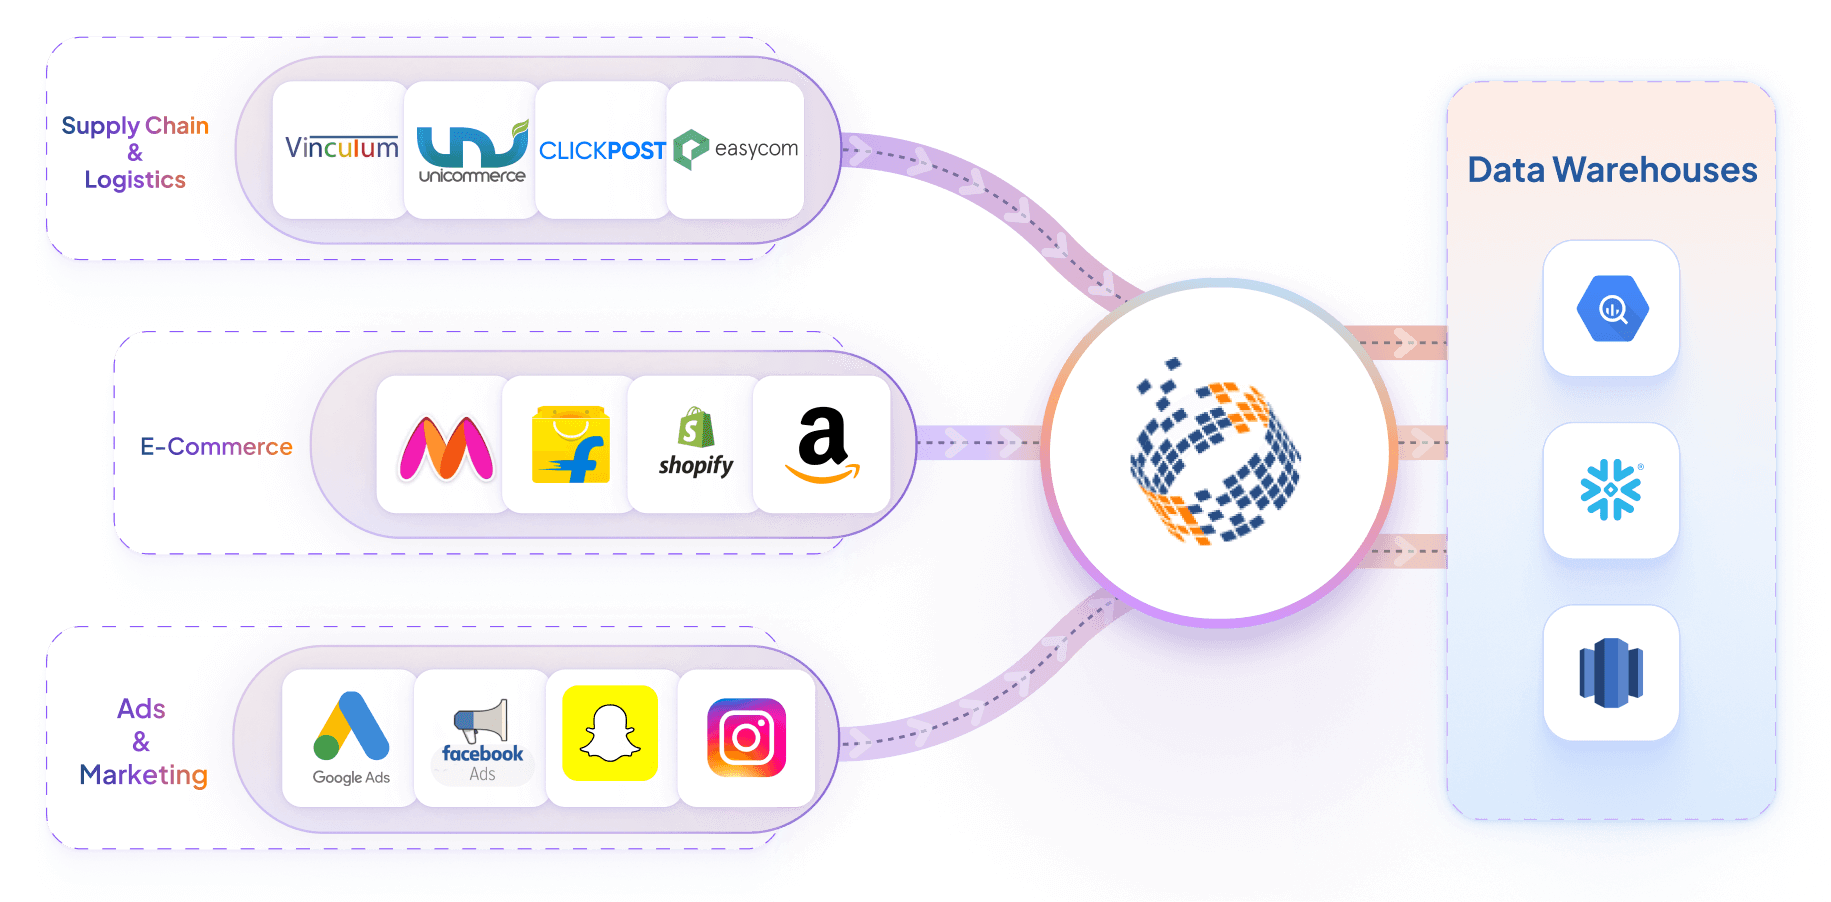 Supply Chain
&
Logistics
Vinculum
unicommerce
CLICKPOST
easycom
Data Warehouses
E-Commerce
shopify
a
Ads
&
Marketing
Google Ads
facebook
Ads